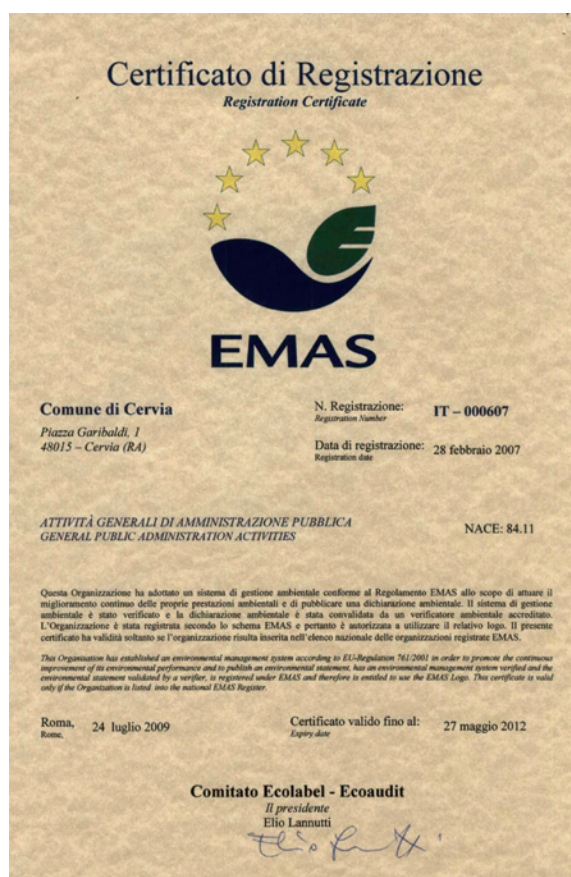 Certificato di Registrazione
Registration Certificate
EMAS
Comune di Cervia
Piazza Garibaldi, 1
48015 – Cervia (RA)
N. Registrazione: IT – 000607
Registration Number
Data di registrazione: 28 febbraio 2007
Registration date
ATTIVITÀ GENERALI DI AMMINISTRAZIONE PUBBLICA
GENERAL PUBLIC ADMINISTRATION ACTIVITIES
NACE: 84.11
Questa Organizzazione ha adottato un sistema di gestione ambientale conforme al Regolamento EMAS allo scopo di attuare il
miglioramento continuo delle proprie prestazioni ambientali e di pubblicare una dichiarazione ambientale. Il sistema di gestione
ambientale è stato verificato e la dichiarazione ambientale è stata convalidata da un verificatore ambientale accreditato.
L'Organizzazione è stata registrata secondo lo schema EMAS e pertanto è autorizzata a utilizzare il relativo logo. Il presente
certificato ha validità soltanto se l'organizzazione risulta inserita nell'elenco nazionale delle organizzazioni registrate EMAS.
This Organisation has established an environmental management system according to EU-Regulation 761/2001 in order to promote the continuous
improvement of its environmental performance and to publish an environmental statement, has an environmental management system verified and the
environmental statement validated by a verifier, is registered under EMAS and therefore is entitled to use the EMAS Logo. This certificate is valid
only if the Organization is listed into the national EMAS Register.
Roma, 24 luglio 2009
Rome,
Certificato valido fino al: 27 maggio 2012
Expiry date
Comitato Ecolabel - Ecoaudit
Il presidente
Elio Lannutti